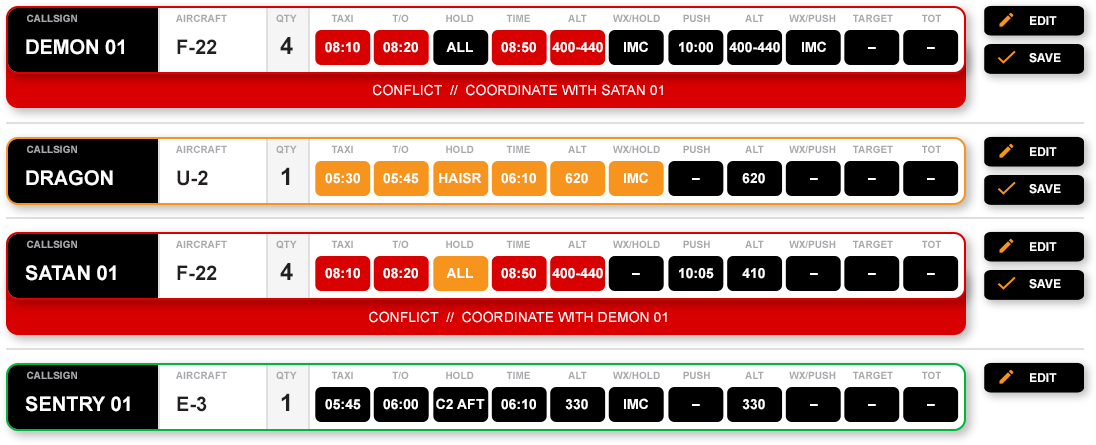 CALLSIGN AIRCRAFT QTY TAXI T/O HOLD TIME ALT WX/HOLD PUSH ALT WX/PUSH TARGET TOT EDIT
DEMON 01 F-22 4 08:10 08:20 ALL 08:50 400-440 IMC 10:00 400-440 IMC – – SAVE
CONFLICT // COORDINATE WITH SATAN 01
CALLSIGN AIRCRAFT QTY TAXI T/O HOLD TIME ALT WX/HOLD PUSH ALT WX/PUSH TARGET TOT EDIT
DRAGON U-2 1 05:30 05:45 HAISR 06:10 620 IMC – 620 – – – SAVE
CALLSIGN AIRCRAFT QTY TAXI T/O HOLD TIME ALT WX/HOLD PUSH ALT WX/PUSH TARGET TOT EDIT
SATAN 01 F-22 4 08:10 08:20 ALL 08:50 400-440 – 10:05 410 – – – SAVE
CONFLICT // COORDINATE WITH DEMON 01
CALLSIGN AIRCRAFT QTY TAXI T/O HOLD TIME ALT WX/HOLD PUSH ALT WX/PUSH TARGET TOT EDIT
SENTRY 01 E-3 1 05:45 06:00 C2 AFT 06:10 330 IMC – 330 – – –